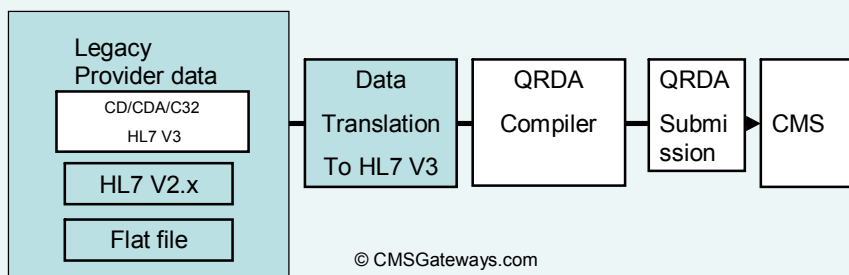 Legacy
Provider data
CD/CDA/C32
HL7 V3
HL7 V2.x
Flat file
Data
Translation
To HL7 V3
QRDA
Compiler
QRDA
Submi
ssion
CMS
© CMSGateways.com